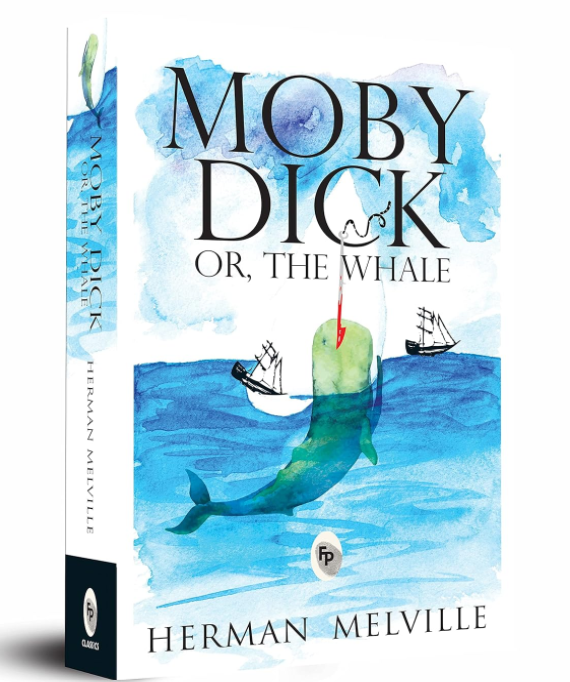 MOBY
DICK
OR, THE WHALE
FP
HERMAN MELVILLE
MOBY DICK
OR THE WHALE
HERMAN MELVILLE
FP
CLASSICS